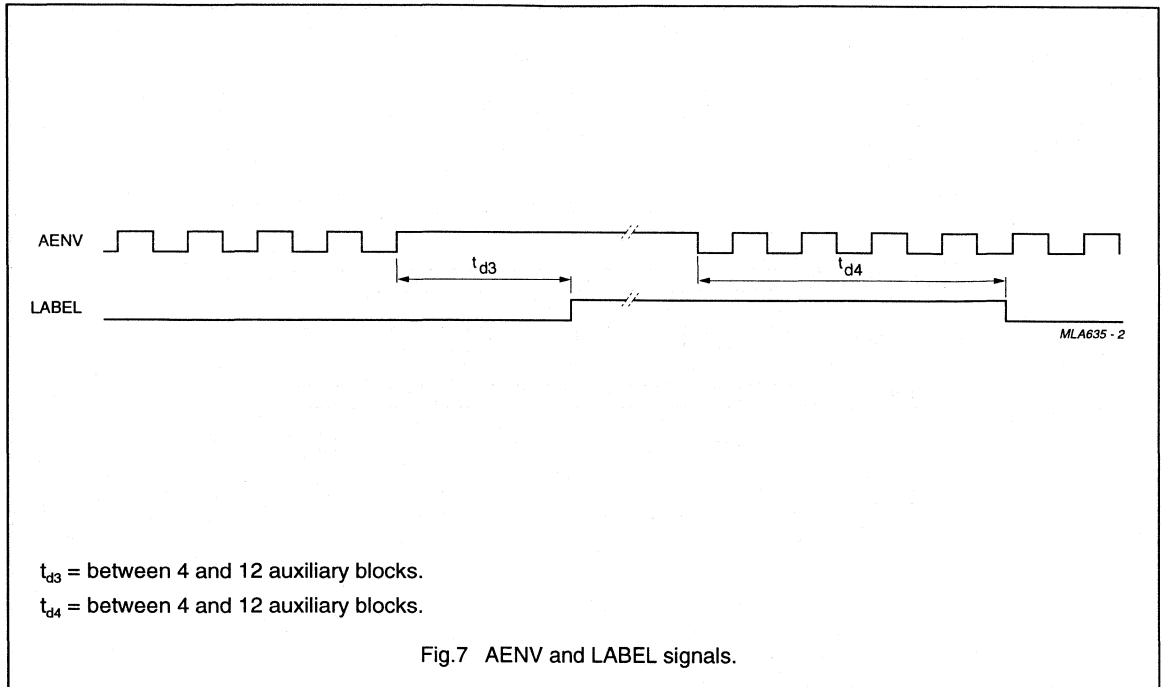 AENV
t_d3
t_d4
LABEL
MLA635 - 2
t_d3 = between 4 and 12 auxiliary blocks.
t_d4 = between 4 and 12 auxiliary blocks.
Fig.7 AENV and LABEL signals.